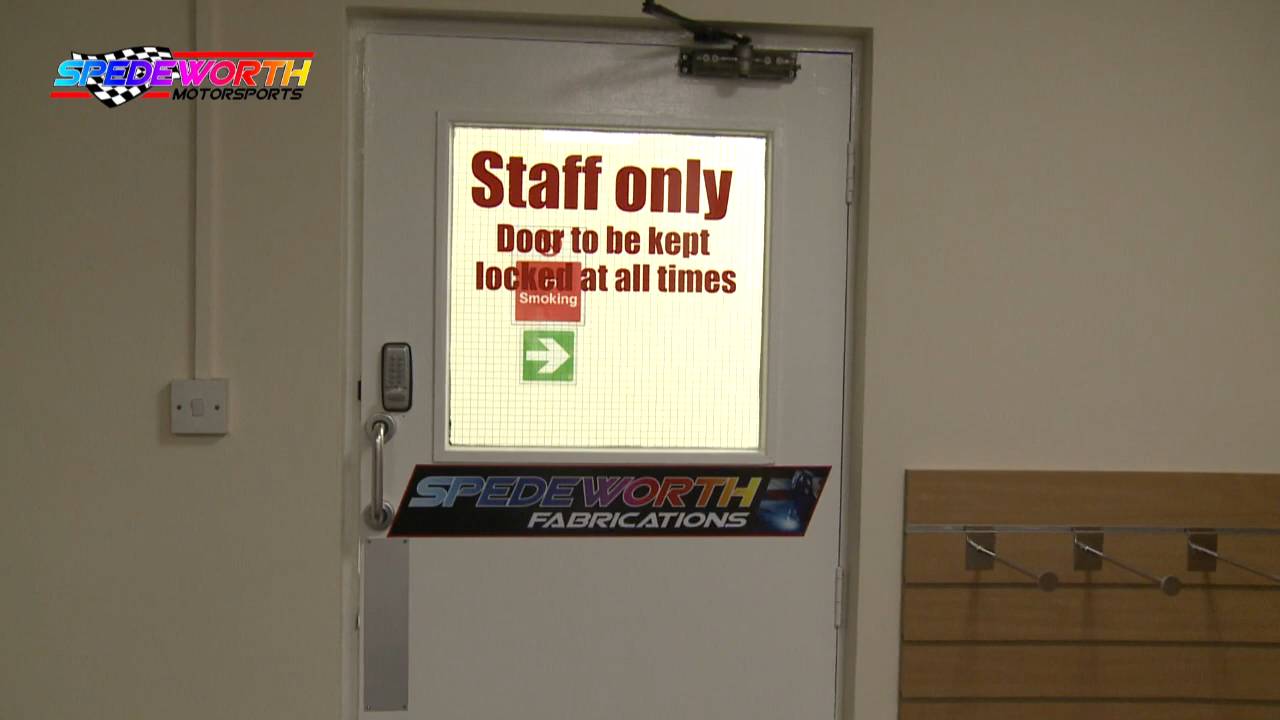 SPEDEWORTH
MOTORSPORTS
Staff only
Door to be kept
locked at all times
Smoking
SPEDEWORTH
FABRICATIONS